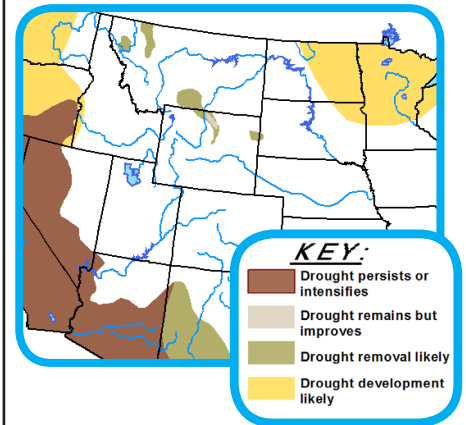 KEY:
Drought persists or
intensifies
Drought remains but
improves
Drought removal likely
Drought development
likely